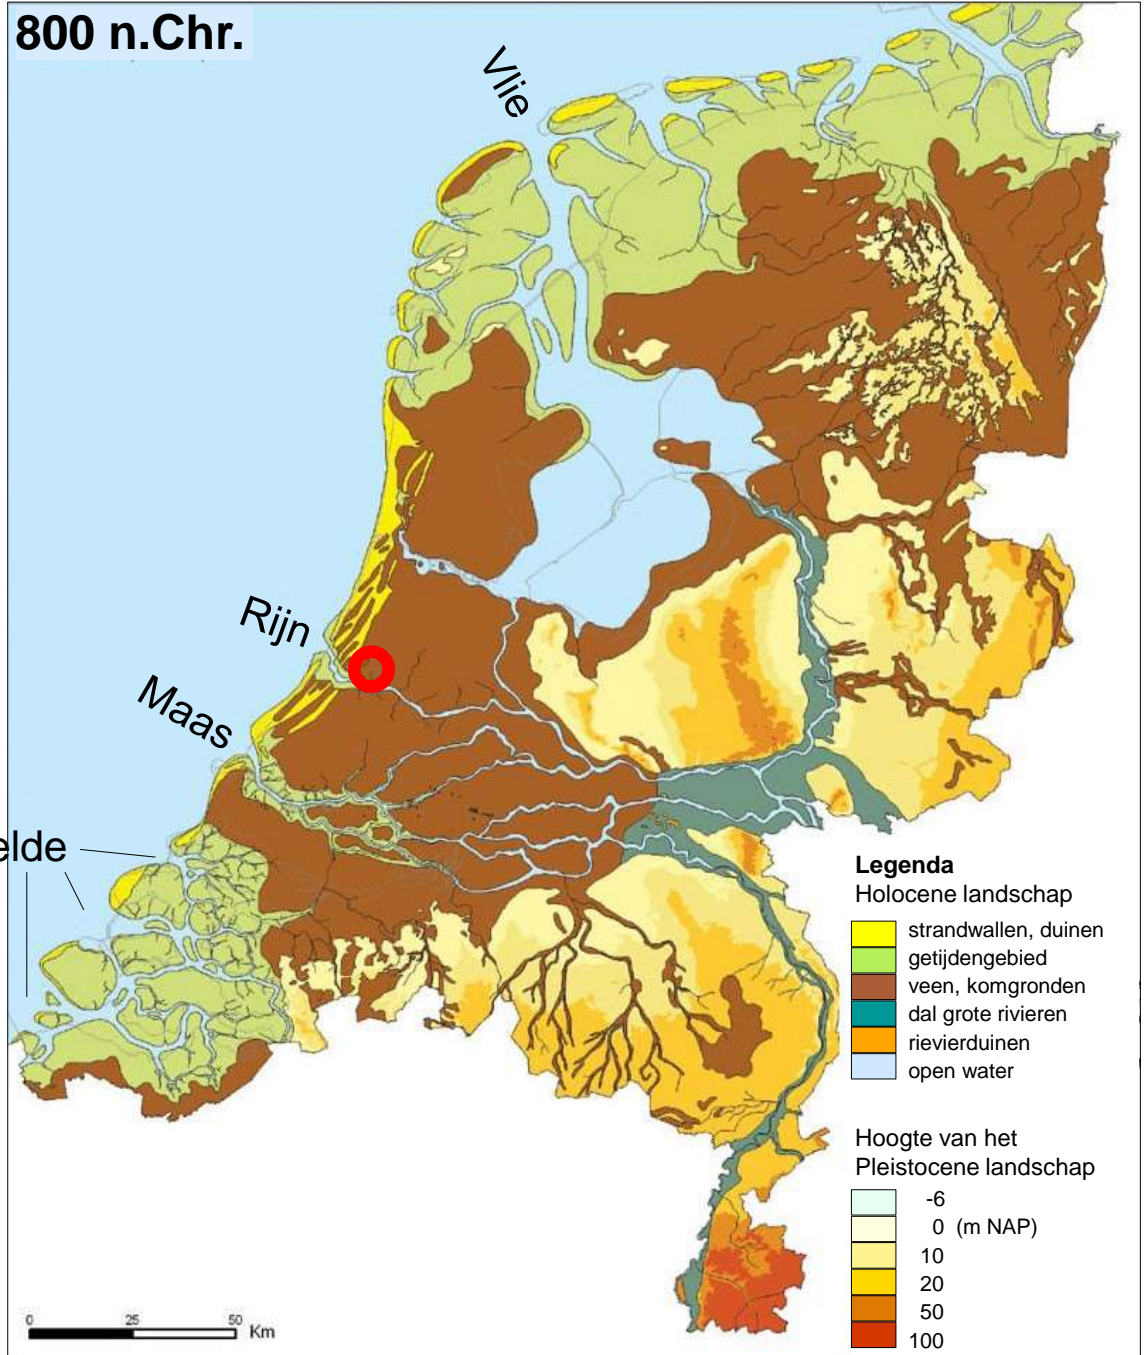 800 n.Chr.
Vlie
Rijn
Maas
elde
Legenda
Holocene landschap
strandwallen, duinen
getijdengebied
veen, komgronden
dal grote rivieren
rievierduinen
open water
Hoogte van het
Pleistocene landschap
-6
0 (m NAP)
10
20
50
100
0 25 50 Km